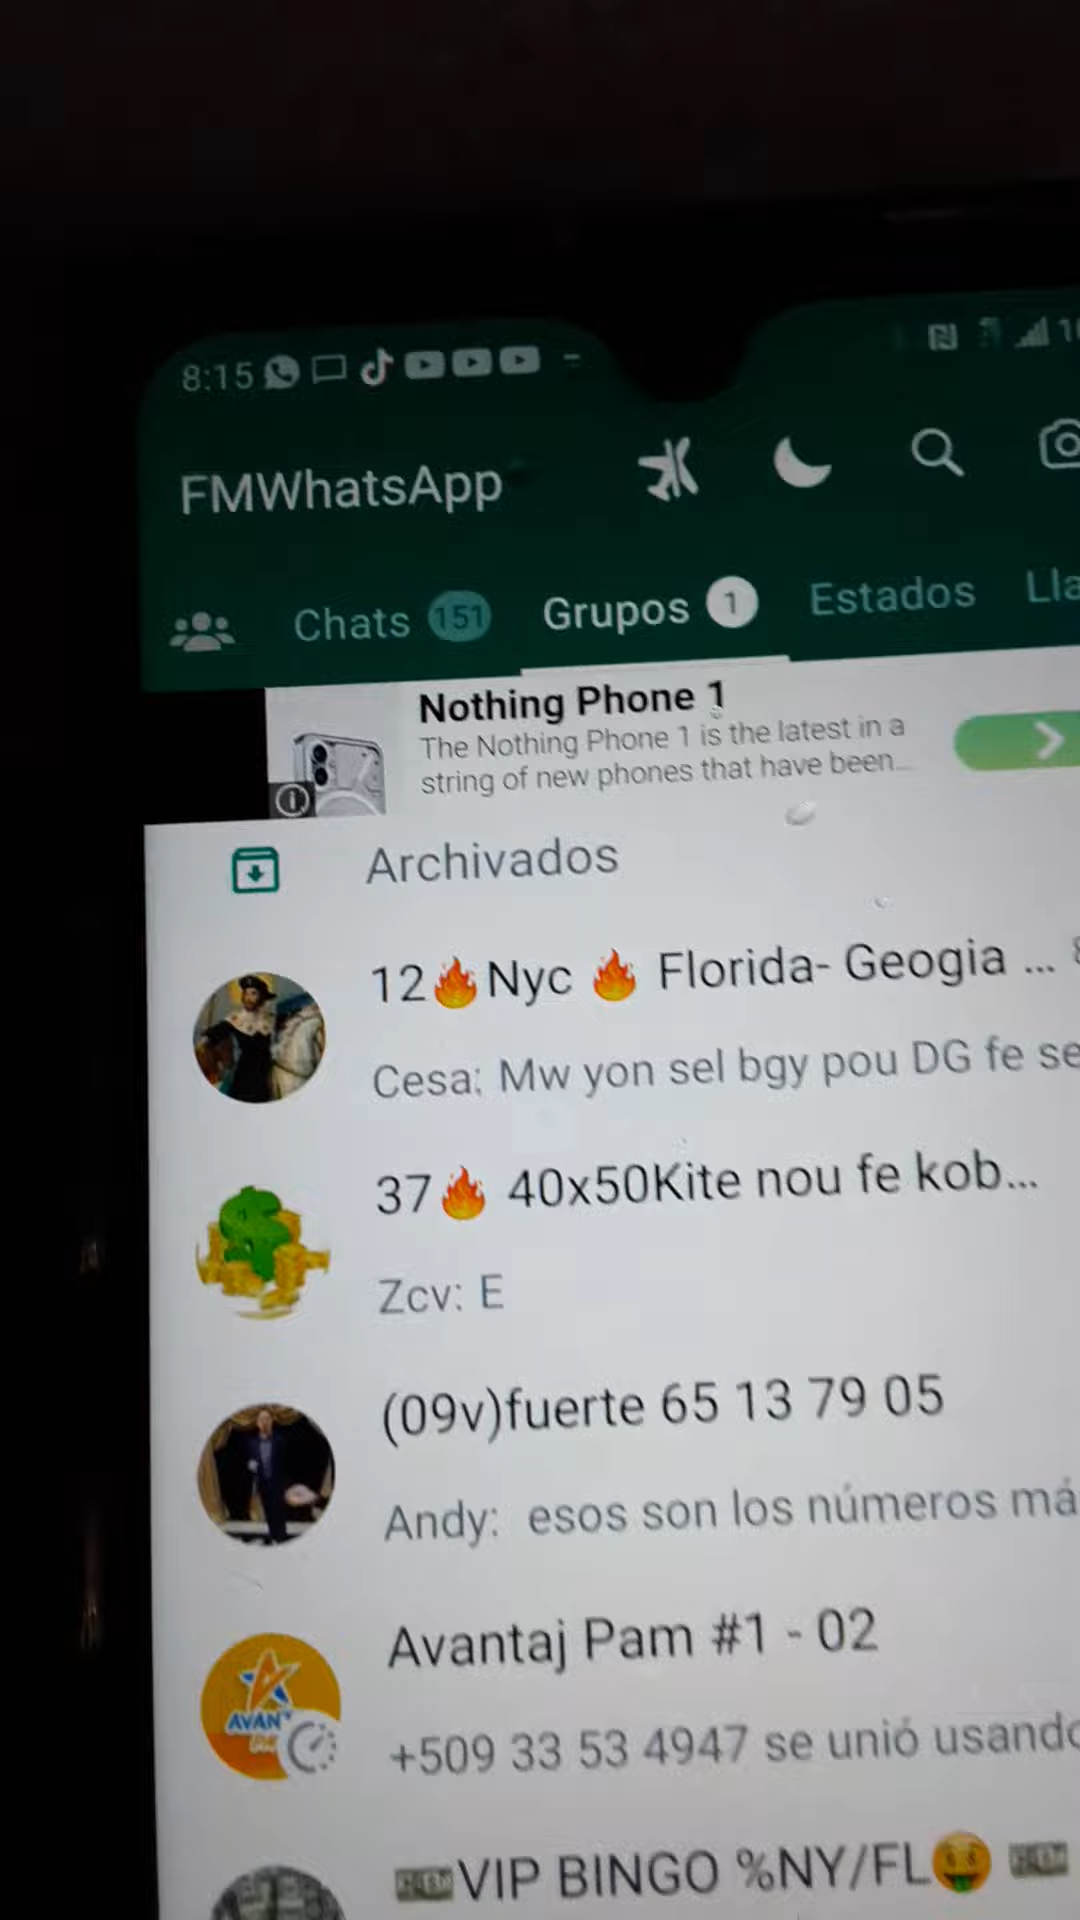 8:15
FMWhatsApp
Chats 151 Grupos 1 Estados Lla
Nothing Phone 1
The Nothing Phone 1 is the latest in a
string of new phones that have been...
Archivados
12🔥Nyc 🔥 Florida- Geogia ...
Cesa: Mw yon sel bgy pou DG fe se
37🔥 40x50Kite nou fe kob...
Zcv: E
(09v)fuerte 65 13 79 05
Andy: esos son los números má
Avantaj Pam #1 - 02
AVAN
+509 33 53 4947 se unió usando
💵VIP BINGO %NY/FL🤑 💵